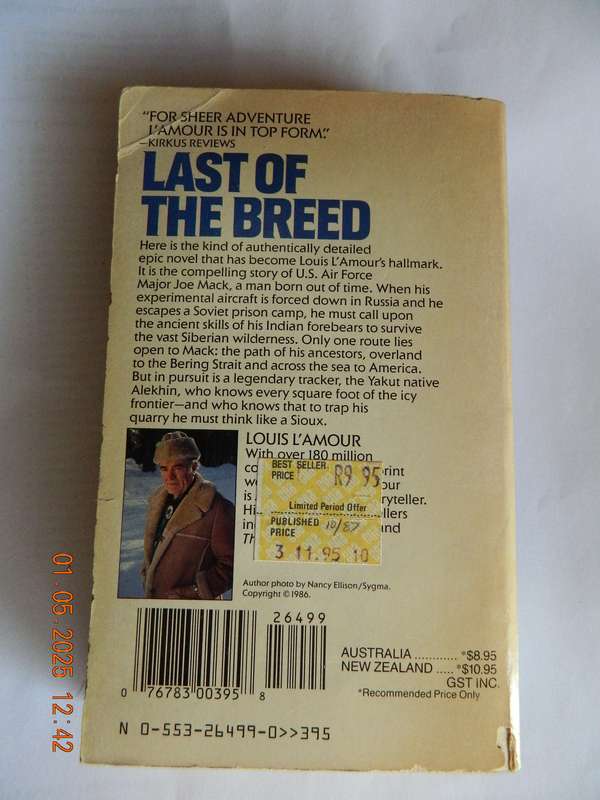 "FOR SHEER ADVENTURE
L'AMOUR IS IN TOP FORM."
—KIRKUS REVIEWS
LAST OF
THE BREED
Here is the kind of authentically detailed
epic novel that has become Louis L'Amour's hallmark.
It is the compelling story of U.S. Air Force
Major Joe Mack, a man born out of time. When his
experimental aircraft is forced down in Russia and he
escapes a Soviet prison camp, he must call upon
the ancient skills of his Indian forebears to survive
the vast Siberian wilderness. Only one route lies
open to Mack: the path of his ancestors, overland
to the Bering Strait and across the sea to America.
But in pursuit is a legendary tracker, the Yakut native
Alekhin, who knows every square foot of the icy
frontier—and who knows that to trap his
quarry he must think like a Sioux.
LOUIS L'AMOUR
With over 180 million
BEST SELLER
PRICE R9 95
Limited Period Offer
PUBLISHED 10/87
PRICE
3 11.95 10
Author photo by Nancy Ellison/Sygma.
Copyright © 1986.
26499
0 76783 00395 8
AUSTRALIA ............ *$8.95
NEW ZEALAND ..... *$10.95
GST INC.
*Recommended Price Only
N 0-553-26499-0>>395
01.05.2025 12:42